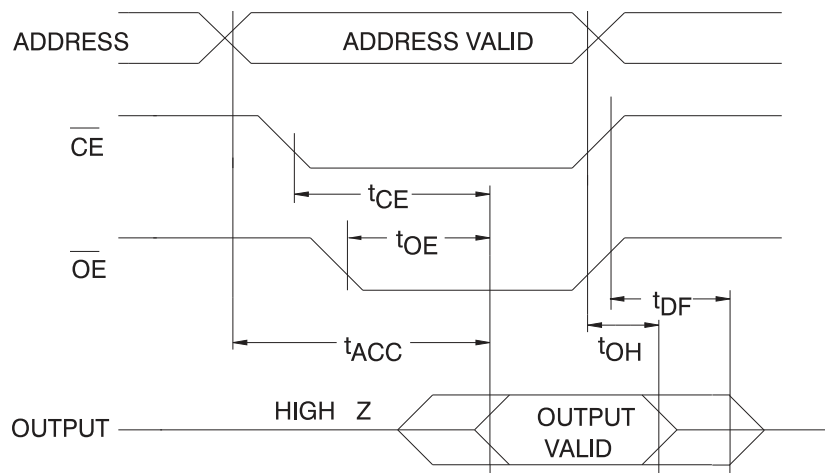 ADDRESS
ADDRESS VALID
CE
tCE
OE
tOE
tDF
tACC
tOH
OUTPUT
HIGH Z
OUTPUT
VALID